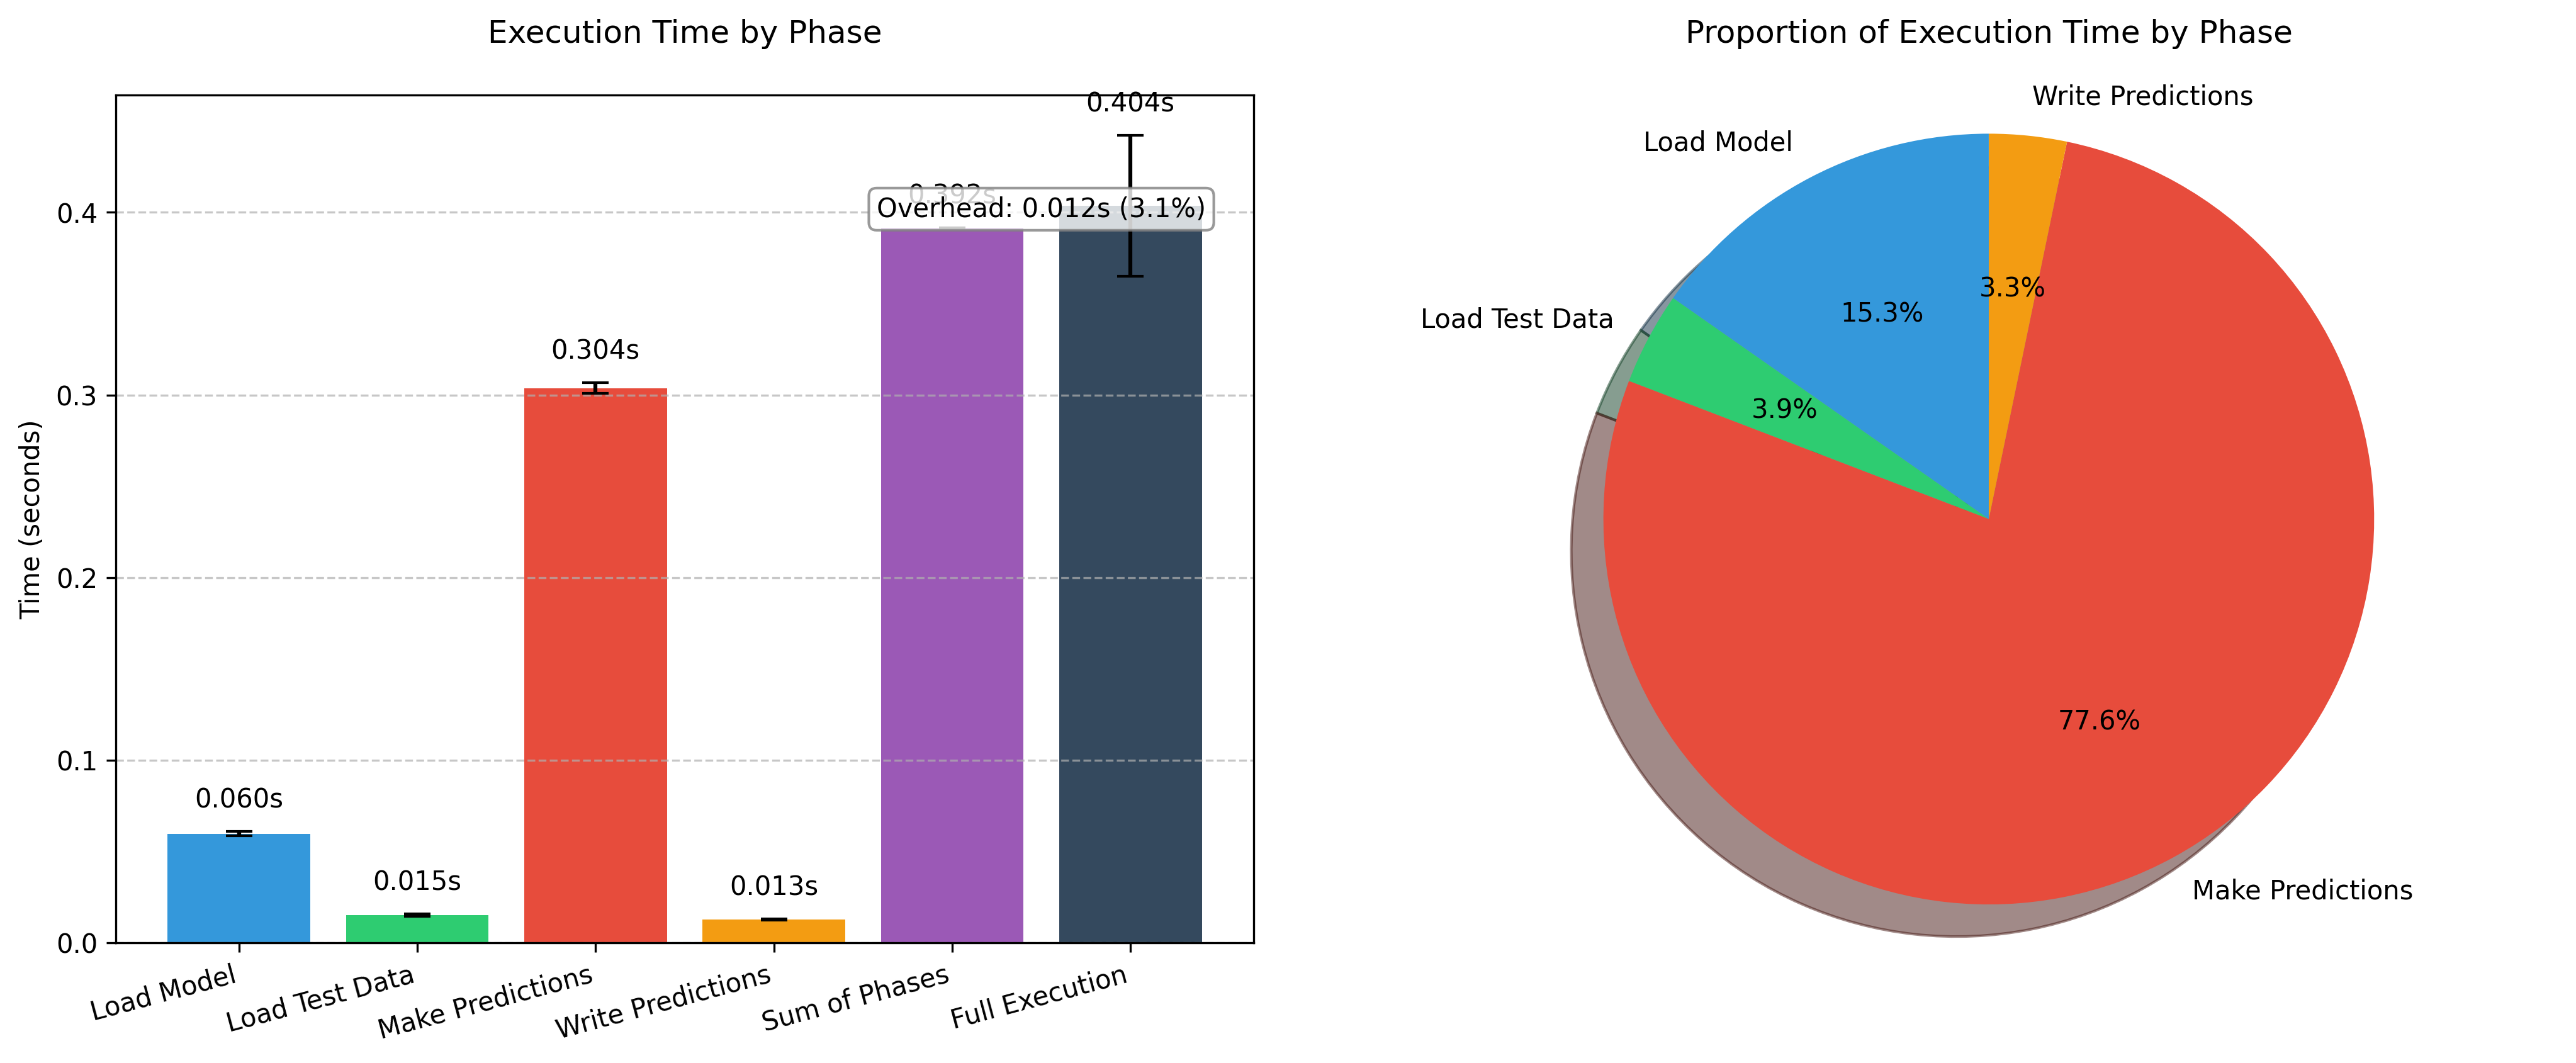 Execution Time by Phase
Time (seconds)
0.4
0.3
0.2
0.1
0.0
0.060s
0.015s
0.304s
0.013s
0.392s
0.404s
Overhead: 0.012s (3.1%)
Load Model
Load Test Data
Make Predictions
Write Predictions
Sum of Phases
Full Execution
Proportion of Execution Time by Phase
Write Predictions
Load Model
3.3%
15.3%
Load Test Data
3.9%
77.6%
Make Predictions